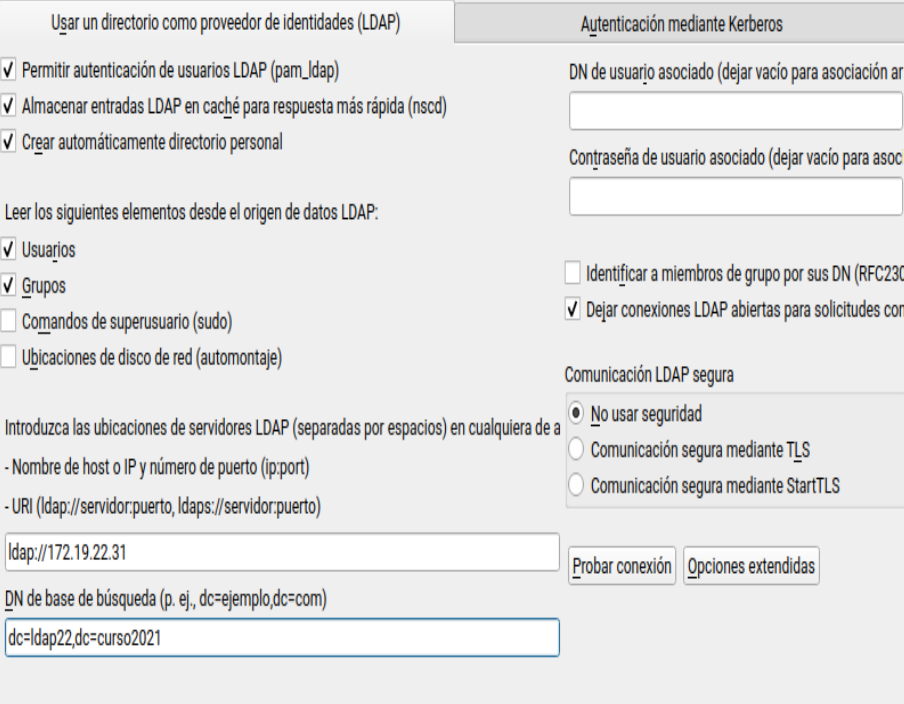 Usar un directorio como proveedor de identidades (LDAP)
Autenticación mediante Kerberos
Permitir autenticación de usuarios LDAP (pam_ldap)
Almacenar entradas LDAP en caché para respuesta más rápida (nscd)
Crear automáticamente directorio personal
Leer los siguientes elementos desde el origen de datos LDAP:
Usuarios
Grupos
Comandos de superusuario (sudo)
Ubicaciones de disco de red (automontaje)
Introduzca las ubicaciones de servidores LDAP (separadas por espacios) en cualquiera de a
- Nombre de host o IP y número de puerto (ip:port)
- URI (ldap://servidor:puerto, ldaps://servidor:puerto)
ldap://172.19.22.31
DN de base de búsqueda (p. ej., dc=ejemplo,dc=com)
dc=ldap22,dc=curso2021
DN de usuario asociado (dejar vacío para asociación
Contraseña de usuario asociado (dejar vacío para asoc
Identificar a miembros de grupo por sus DN (RFC230
Dejar conexiones LDAP abiertas para solicitudes con
Comunicación LDAP segura
No usar seguridad
Comunicación segura mediante TLS
Comunicación segura mediante StartTLS
Probar conexión
Opciones extendidas